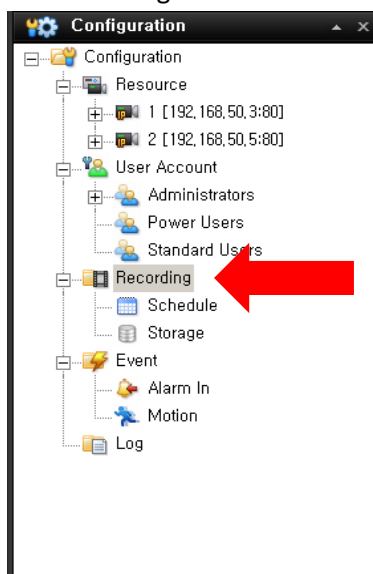 Configuration
Configuration
Resource
1 [192,168,50,3:80]
2 [192,168,50,5:80]
User Account
Administrators
Power Users
Standard Users
Recording
Schedule
Storage
Event
Alarm In
Motion
Log